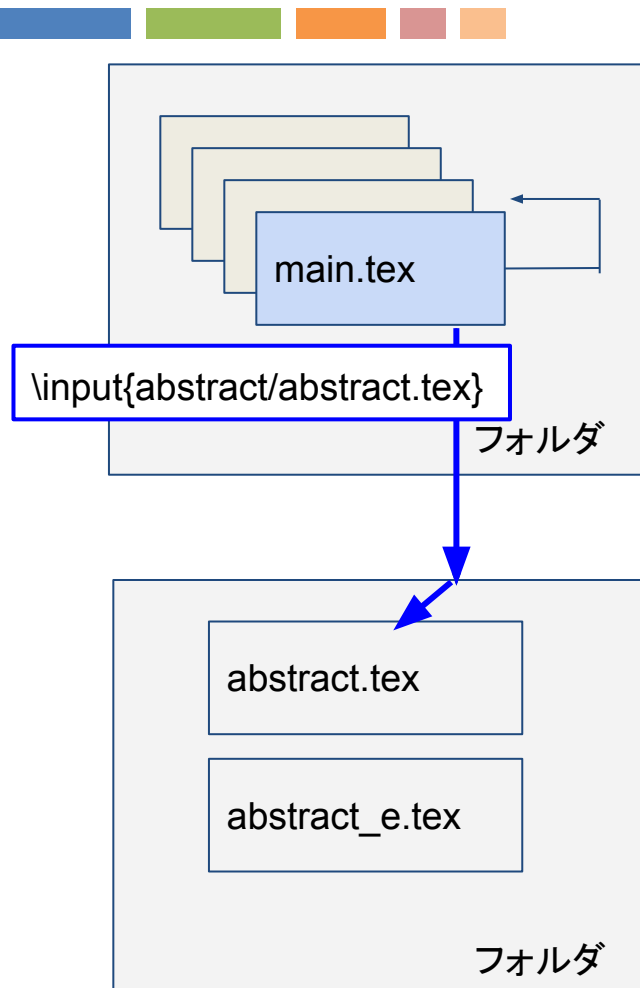 main.tex
\input{abstract/abstract.tex}
フォルダ
abstract.tex
abstract_e.tex
フォルダ